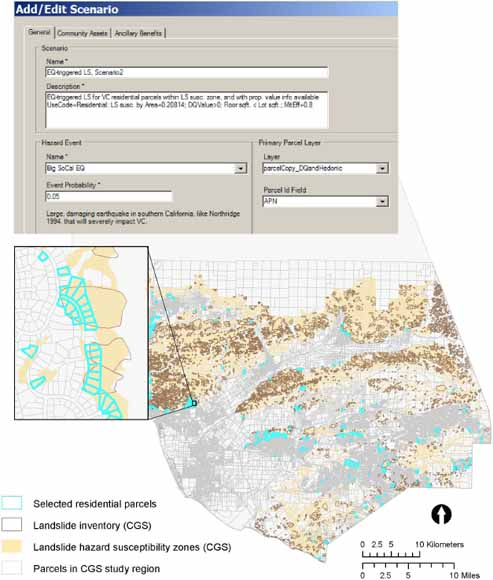 Add/Edit Scenario
General | Community Assets | Ancillary Benefits
Scenario
Name *
EQ-triggered LS, Scenario2
Description *
EQ-triggered LS for VC residential parcels within LS susc. zone, and with prop. value info available
UseCode=Residential: LS susc. by Area=0.20814; DQValue>0; Roor sqft. < Lot sqft.; MitEff=0.8
Hazard Event
Name *
Big SoCal EQ
Event Probability *
0.05
Large, damaging earthquake in southern California, like Northridge
1994, that will severely impact VC.
Primary Parcel Layer
Layer
parcelCopy_DQandHedonic
Parcel Id Field
APN
Selected residential parcels
Landslide inventory (CGS)
Landslide hazard susceptibility zones (CGS)
Parcels in CGS study region
0 2.5 5 10 Kilometers
0 2.5 5 10 Miles